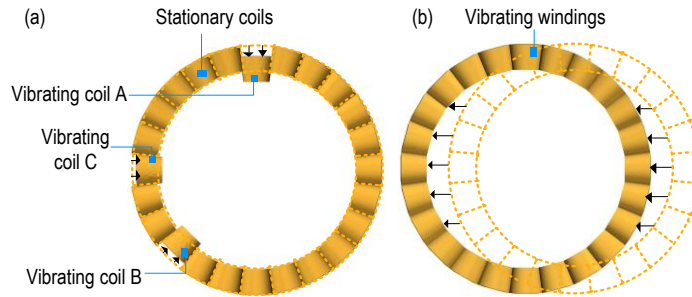 (a)
Stationary coils
Vibrating coil A
Vibrating
coil C
Vibrating coil B
(b)
Vibrating windings